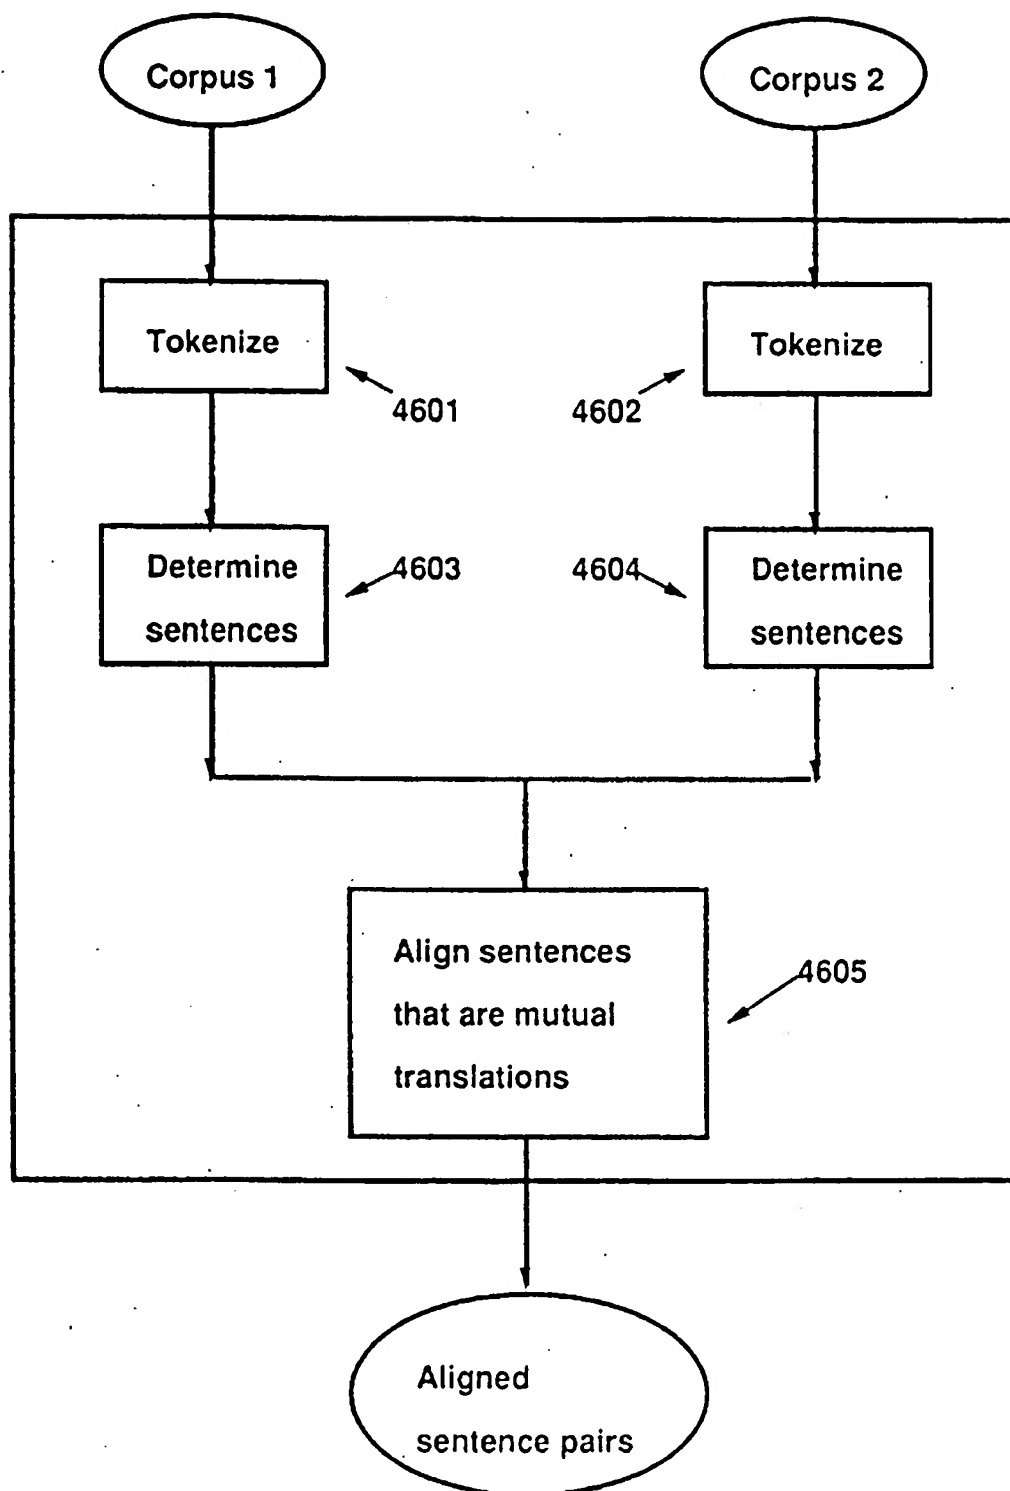 Corpus 1
Corpus 2
Tokenize
Tokenize
4601
4602
Determine
sentences
4603
4604
Determine
sentences
Align sentences
that are mutual
translations
4605
Aligned
sentence pairs